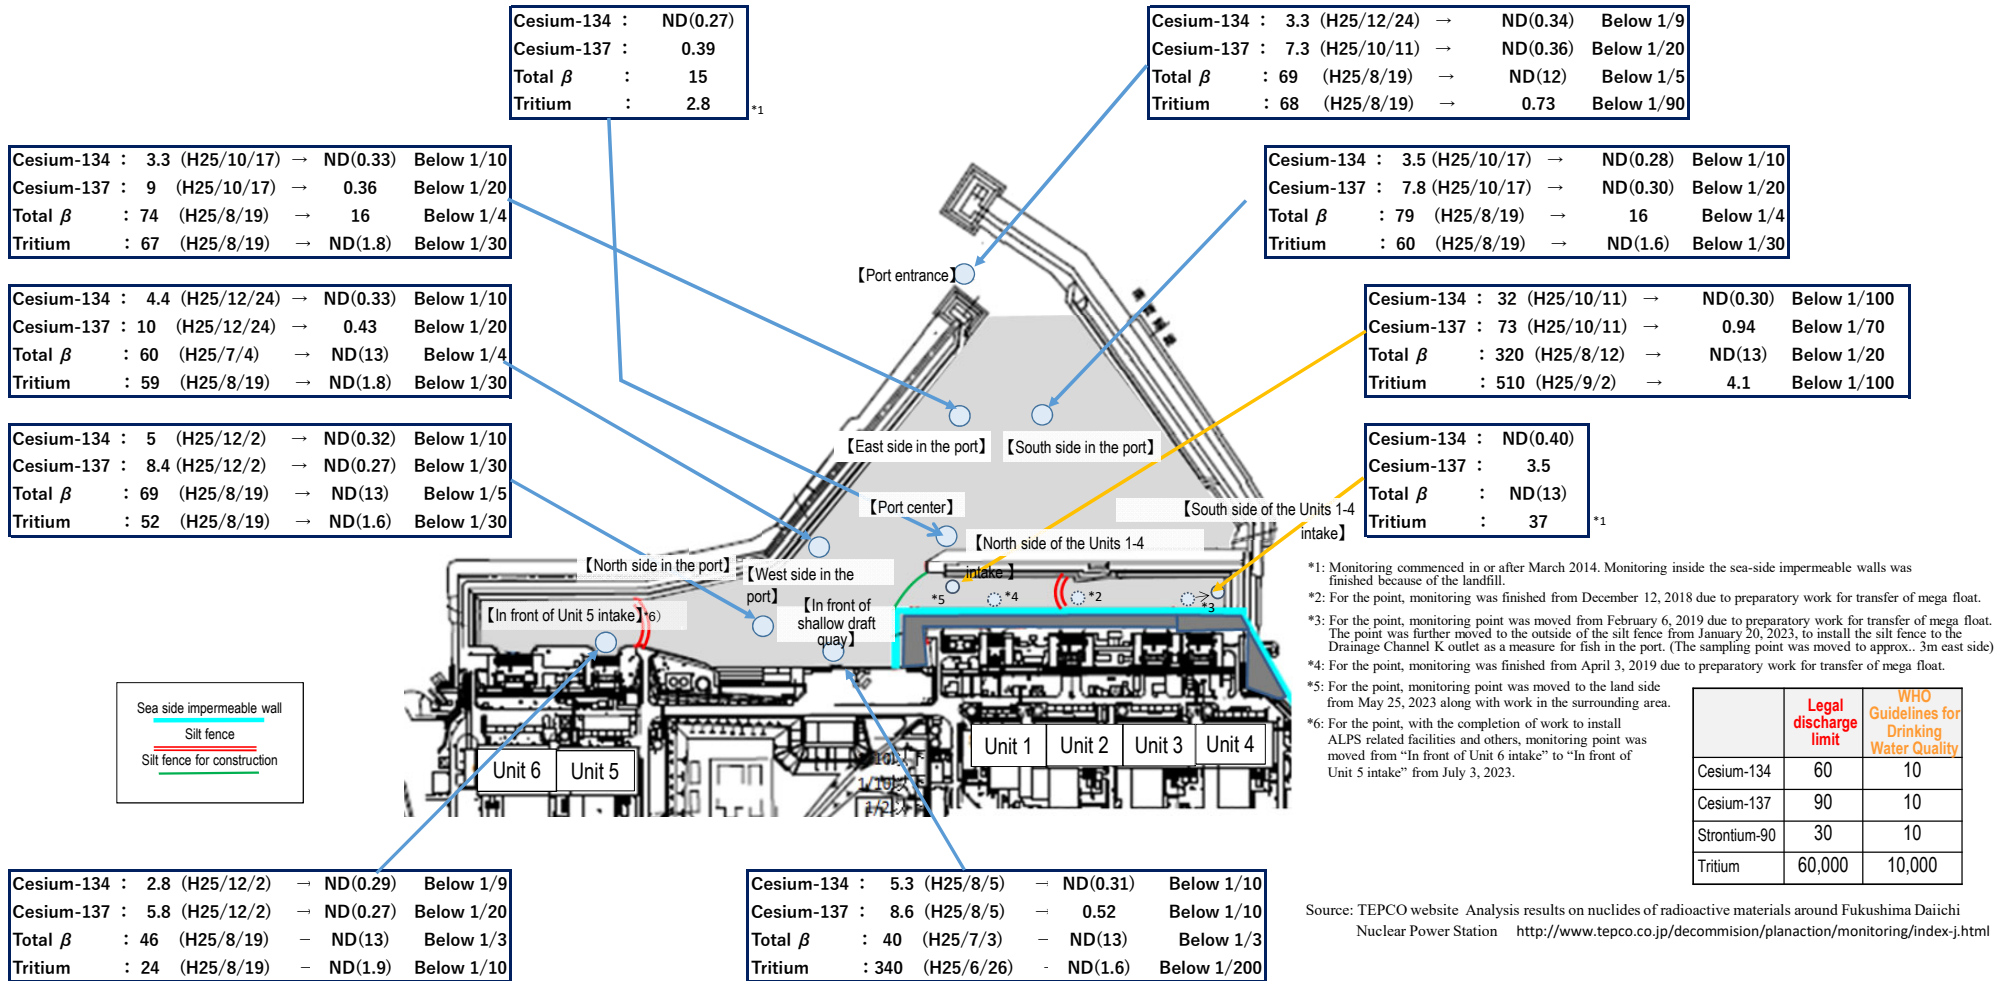 Cesium-134 : ND(0.27)
Cesium-137 : 0.39
Total β : 15
Tritium : 2.8
*1
Cesium-134 : 3.3 (H25/12/24) → ND(0.34) Below 1/9
Cesium-137 : 7.3 (H25/10/11) → ND(0.36) Below 1/20
Total β : 69 (H25/8/19) → ND(12) Below 1/5
Tritium : 68 (H25/8/19) → 0.73 Below 1/90
Cesium-134 : 3.3 (H25/10/17) → ND(0.33) Below 1/10
Cesium-137 : 9 (H25/10/17) → 0.36 Below 1/20
Total β : 74 (H25/8/19) → 16 Below 1/4
Tritium : 67 (H25/8/19) → ND(1.8) Below 1/30
Cesium-134 : 3.5 (H25/10/17) → ND(0.28) Below 1/10
Cesium-137 : 7.8 (H25/10/17) → ND(0.30) Below 1/20
Total β : 79 (H25/8/19) → 16 Below 1/4
Tritium : 60 (H25/8/19) → ND(1.6) Below 1/30
Cesium-134 : 4.4 (H25/12/24) → ND(0.33) Below 1/10
Cesium-137 : 10 (H25/12/24) → 0.43 Below 1/20
Total β : 60 (H25/7/4) → ND(13) Below 1/4
Tritium : 59 (H25/8/19) → ND(1.8) Below 1/30
Cesium-134 : 32 (H25/10/11) → ND(0.30) Below 1/100
Cesium-137 : 73 (H25/10/11) → 0.94 Below 1/70
Total β : 320 (H25/8/12) → ND(13) Below 1/20
Tritium : 510 (H25/9/2) → 4.1 Below 1/100
Cesium-134 : 5 (H25/12/2) → ND(0.32) Below 1/10
Cesium-137 : 8.4 (H25/12/2) → ND(0.27) Below 1/30
Total β : 69 (H25/8/19) → ND(13) Below 1/5
Tritium : 52 (H25/8/19) → ND(1.6) Below 1/30
Cesium-134 : ND(0.40)
Cesium-137 : 3.5
Total β : ND(13)
Tritium : 37
*1
【Port entrance】
【East side in the port】
【South side in the port】
【Port center】
【South side of the Units 1-4
intake】
【North side of the Units 1-4
intake 】
【North side in the port】
【West side in the
port】
【In front of
shallow draft
quay】
【In front of Unit 5 intake】*6)
*5
*4
*2
*3
Unit 6
Unit 5
Unit 1
Unit 2
Unit 3
Unit 4
1/10以下
1/2以下
Sea side impermeable wall
Silt fence
Silt fence for construction
*1: Monitoring commenced in or after March 2014. Monitoring inside the sea-side impermeable walls was
finished because of the landfill.
*2: For the point, monitoring was finished from December 12, 2018 due to preparatory work for transfer of mega float.
*3: For the point, monitoring point was moved from February 6, 2019 due to preparatory work for transfer of mega float.
The point was further moved to the outside of the silt fence from January 20, 2023, to install the silt fence to the
Drainage Channel K outlet as a measure for fish in the port. (The sampling point was moved to approx.. 3m east side)
*4: For the point, monitoring was finished from April 3, 2019 due to preparatory work for transfer of mega float.
*5: For the point, monitoring point was moved to the land side
from May 25, 2023 along with work in the surrounding area.
*6: For the point, with the completion of work to install
ALPS related facilities and others, monitoring point was
moved from “In front of Unit 6 intake” to “In front of
Unit 5 intake” from July 3, 2023.
Legal discharge limit WHO Guidelines for Drinking Water Quality
Cesium-134 60 10
Cesium-137 90 10
Strontium-90 30 10
Tritium 60,000 10,000
Cesium-134 : 2.8 (H25/12/2) → ND(0.29) Below 1/9
Cesium-137 : 5.8 (H25/12/2) → ND(0.27) Below 1/20
Total β : 46 (H25/8/19) – ND(13) Below 1/3
Tritium : 24 (H25/8/19) – ND(1.9) Below 1/10
Cesium-134 : 5.3 (H25/8/5) → ND(0.31) Below 1/10
Cesium-137 : 8.6 (H25/8/5) → 0.52 Below 1/10
Total β : 40 (H25/7/3) – ND(13) Below 1/3
Tritium : 340 (H25/6/26) - ND(1.6) Below 1/200
Source: TEPCO website Analysis results on nuclides of radioactive materials around Fukushima Daiichi
Nuclear Power Station http://www.tepco.co.jp/decommision/planaction/monitoring/index-j.html